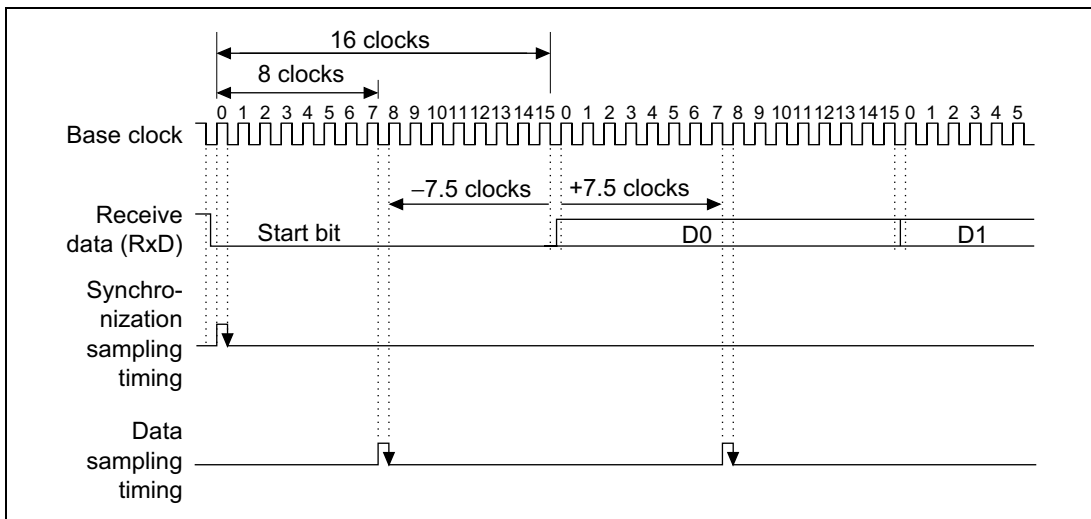 16 clocks
8 clocks
0 1 2 3 4 5 6 7 8 9 10 11 12 13 14 15 0 1 2 3 4 5 6 7 8 9 10 11 12 13 14 15 0 1 2 3 4 5
Base clock
–7.5 clocks +7.5 clocks
Receive
data (RxD)
Start bit D0 D1
Synchro-
nization
sampling
timing
Data
sampling
timing